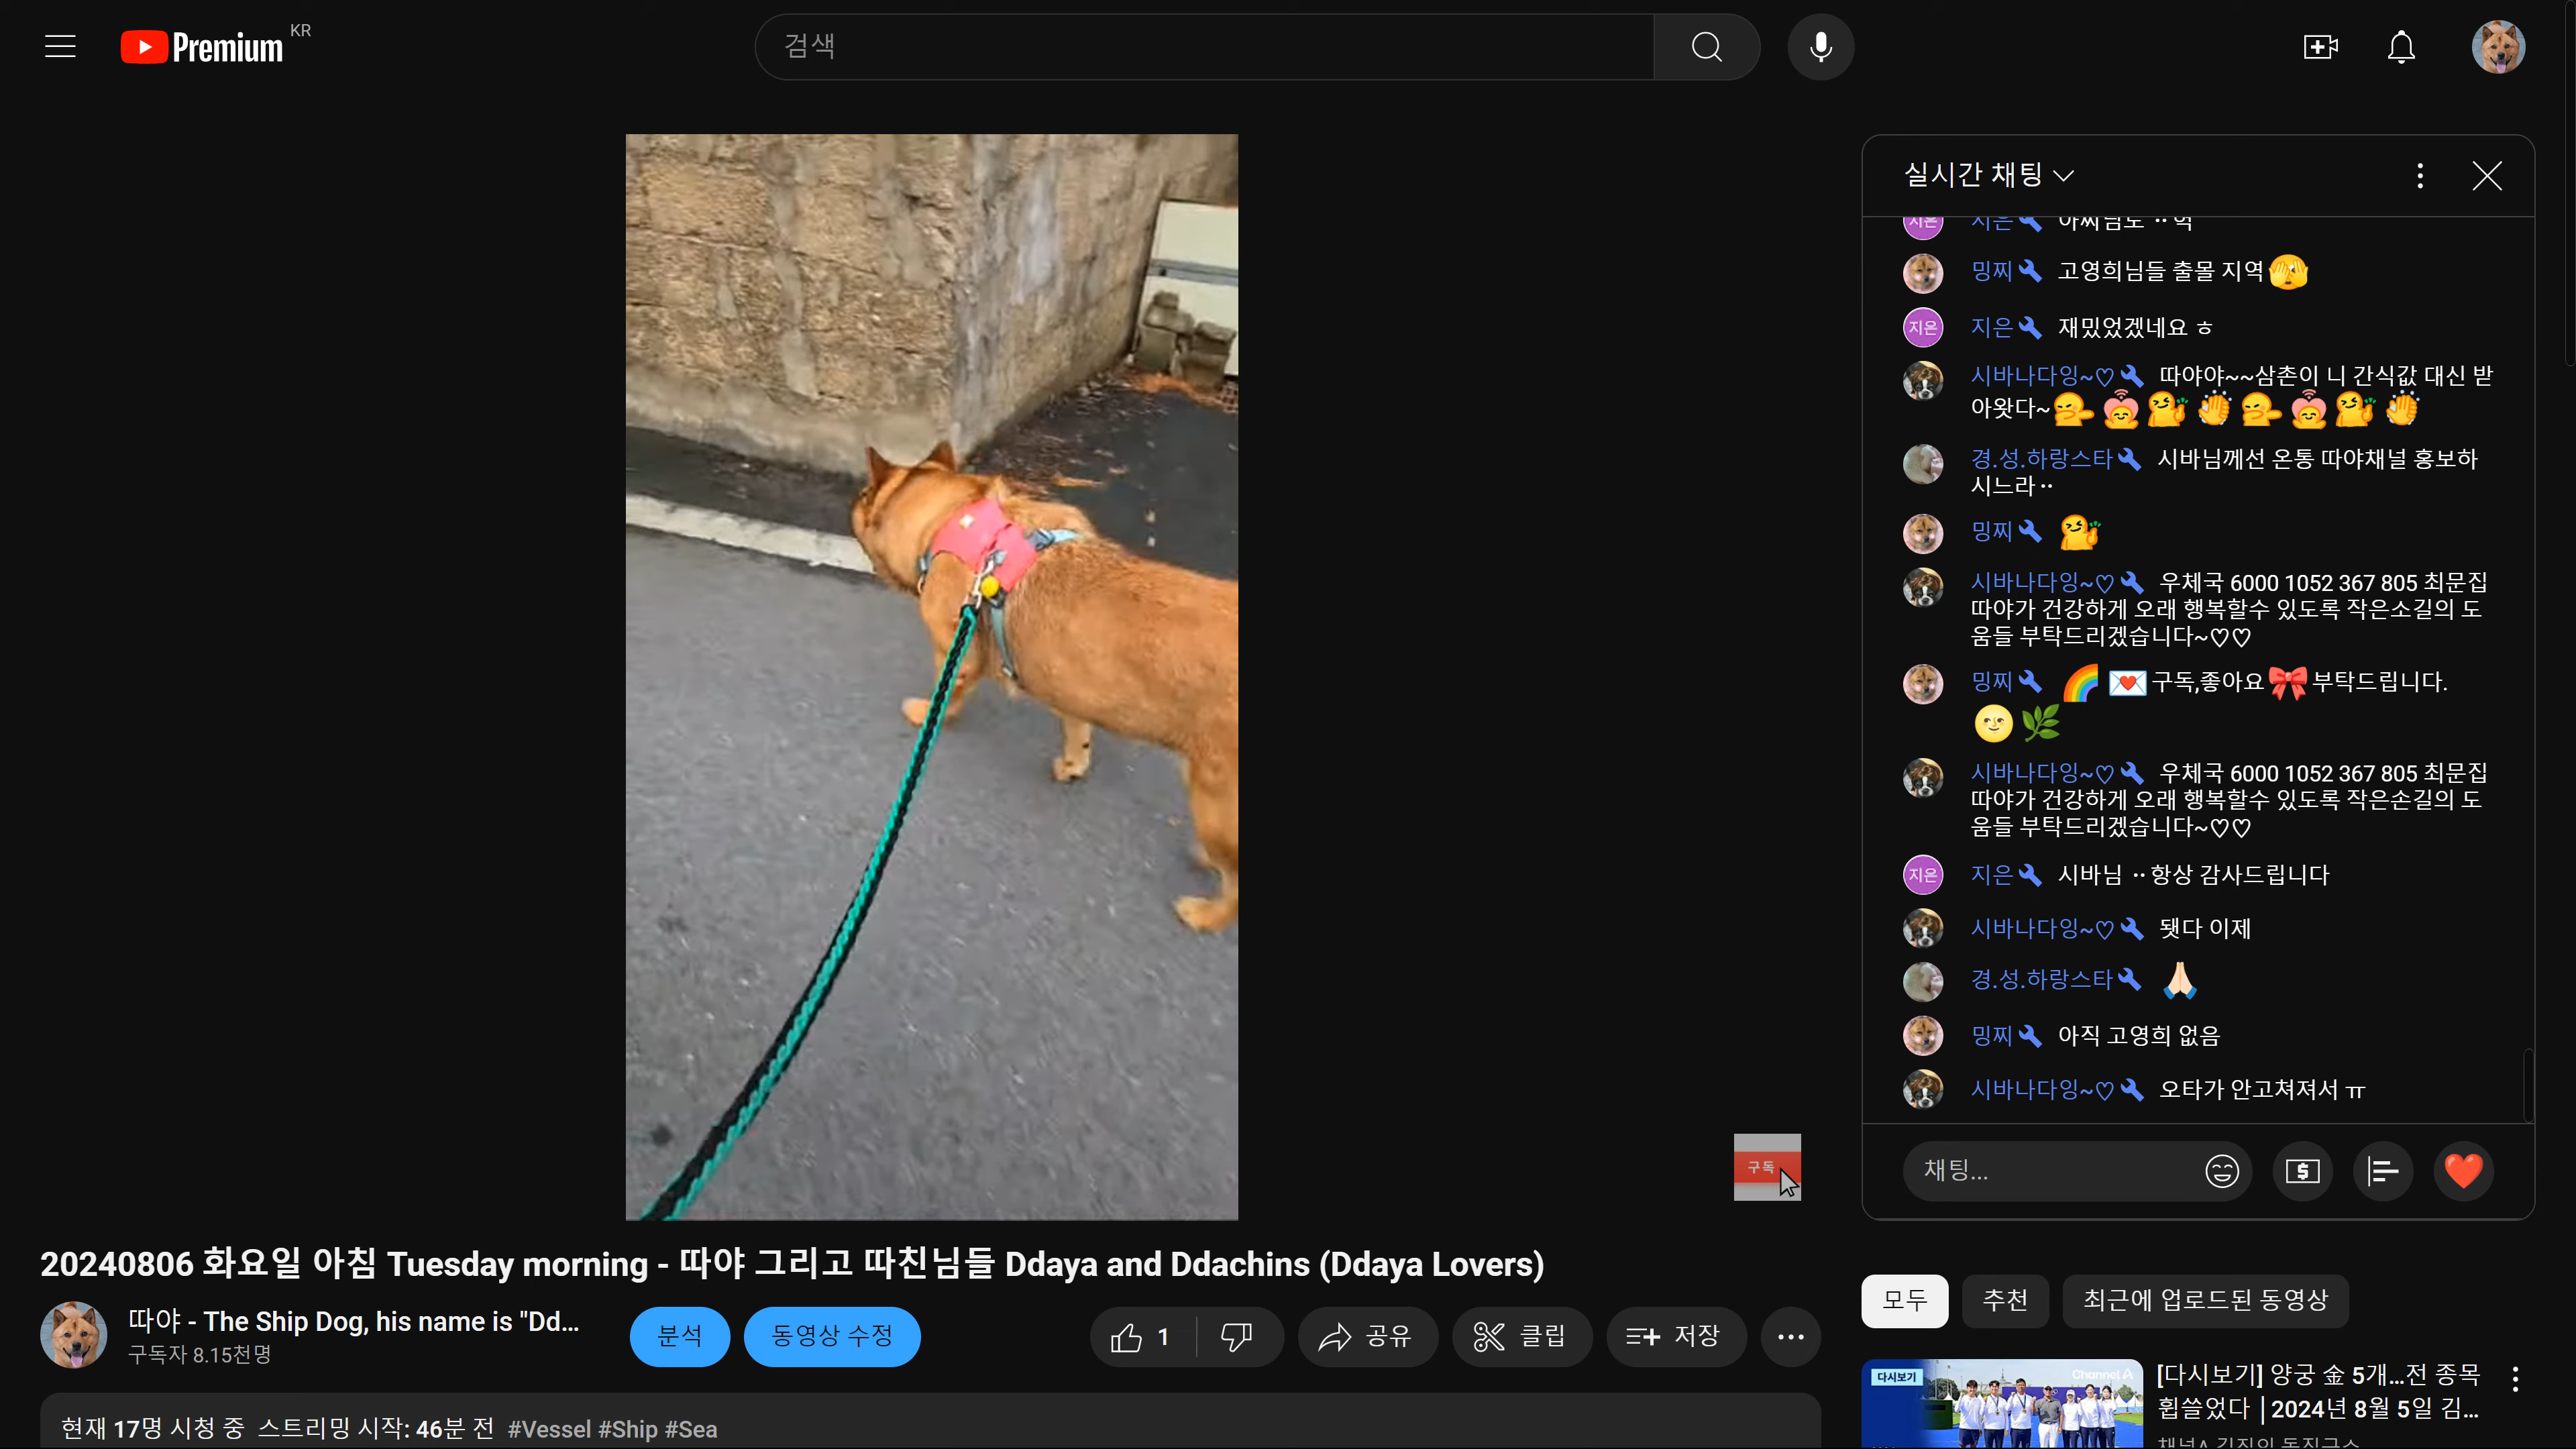 Premium KR
검색
실시간 채팅
지은
밍찌 고영희님들 출몰 지역
지은 지은 재밌었겠네요 ㅎ
시바나다잉~♡ 따야야~~삼촌이 니 간식값 대신 받
아왓다~
경.성.하랑스타 시바님께선 온통 따야채널 홍보하
시느라··
밍찌
시바나다잉~♡ 우체국 6000 1052 367 805 최문집
따야가 건강하게 오래 행복할수 있도록 작은소길의 도
움들 부탁드리겠습니다~♡♡
밍찌 🌈 💌구독,좋아요🎀부탁드립니다.
🌝🌿
시바나다잉~♡ 우체국 6000 1052 367 805 최문집
따야가 건강하게 오래 행복할수 있도록 작은손길의 도
움들 부탁드리겠습니다~♡♡
지은 지은 시바님 ··항상 감사드립니다
시바나다잉~♡ 됏다 이제
경.성.하랑스타 🙏🏻
밍찌 아직 고영희 없음
시바나다잉~♡ 오타가 안고쳐져서 ㅠ
채팅...
구독
20240806 화요일 아침 Tuesday morning - 따야 그리고 따친님들 Ddaya and Ddachins (Ddaya Lovers)
따야 - The Ship Dog, his name is "Dd...
구독자 8.15천명
분석
동영상 수정
1
공유
클립
저장
현재 17명 시청 중 스트리밍 시작: 46분 전 #Vessel #Ship #Sea
모두
추천
최근에 업로드된 동영상
다시보기
Channel A
[다시보기] 양궁 金 5개...전 종목
휩쓸었다 | 2024년 8월 5일 김...